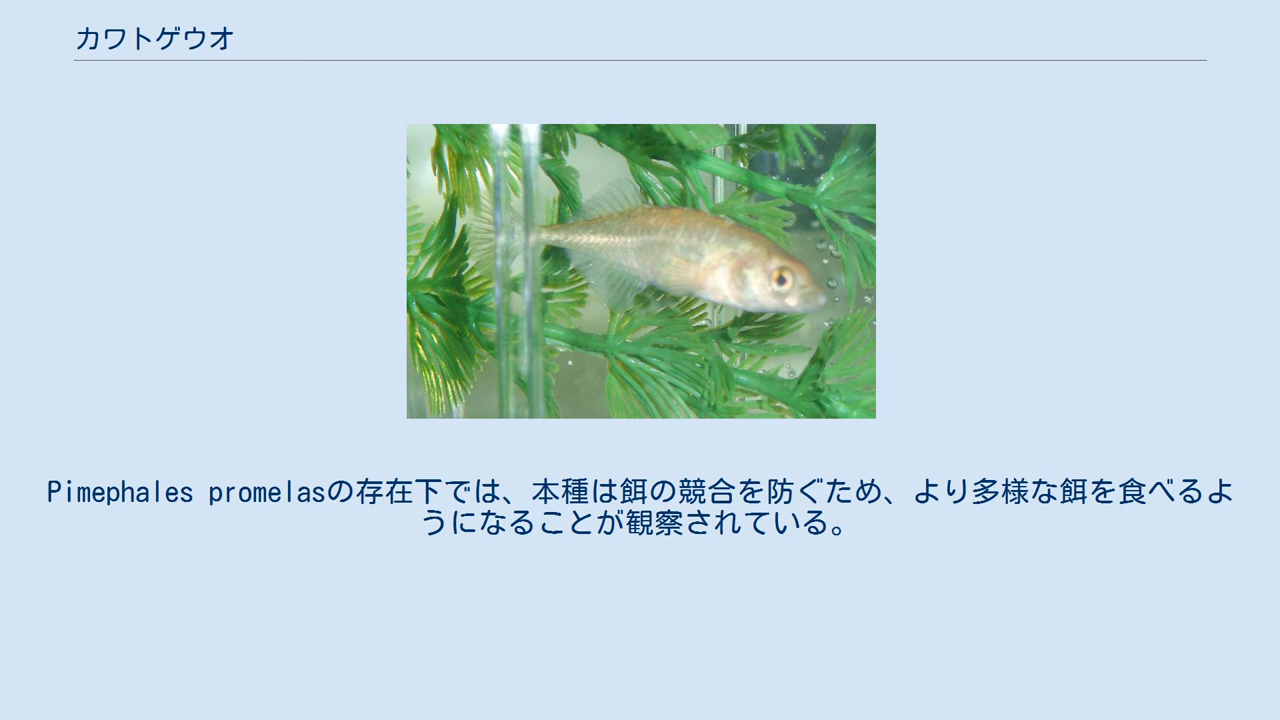 カワトゲウオ
Pimephales promelasの存在下では、本種は餌の競合を防ぐため、より多様な餌を食べるよ
うになることが観察されている。